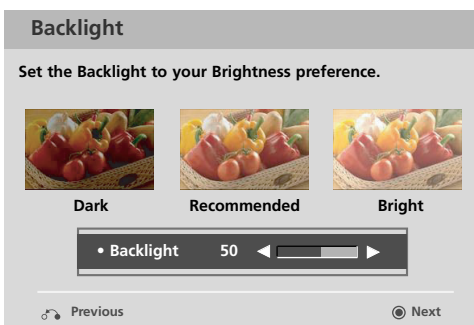 Backlight
Set the Backlight to your Brightness preference.
Dark Recommended Bright
• Backlight 50
Previous Next